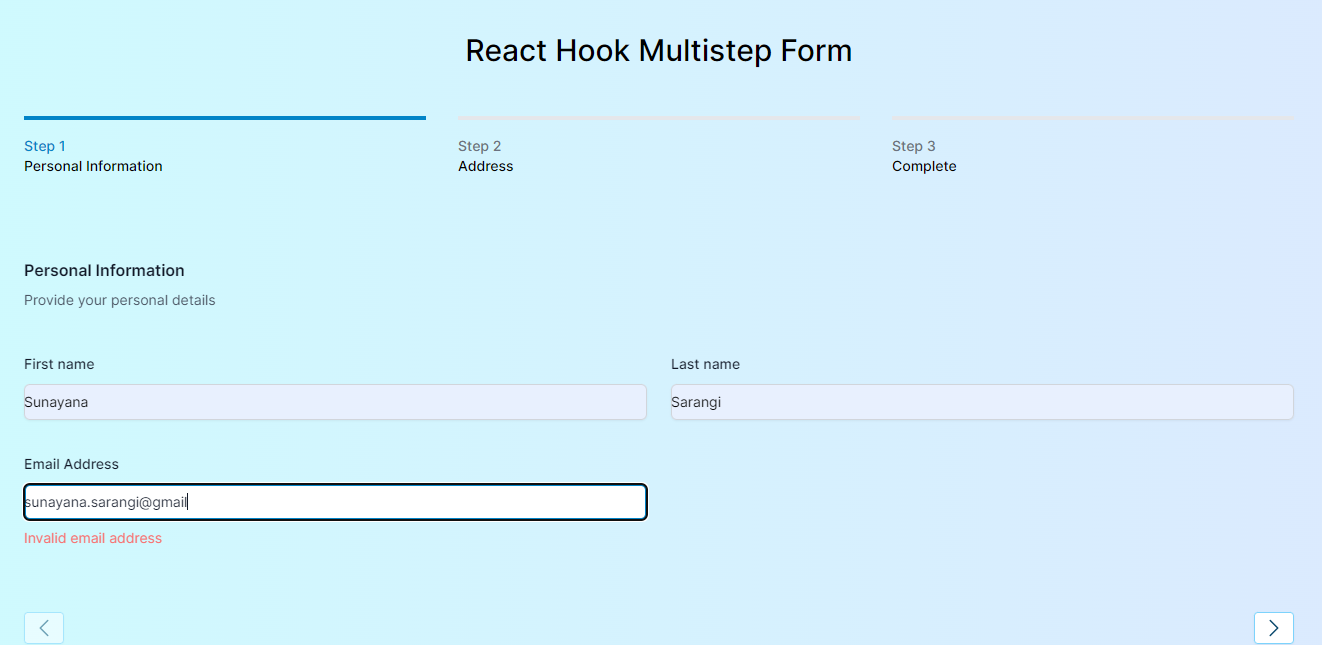 React Hook Multistep Form
Step 1
Personal Information
Step 2
Address
Step 3
Complete
Personal Information
Provide your personal details
First name
Sunayana
Last name
Sarangi
Email Address
sunayana.sarangi@gmail
Invalid email address